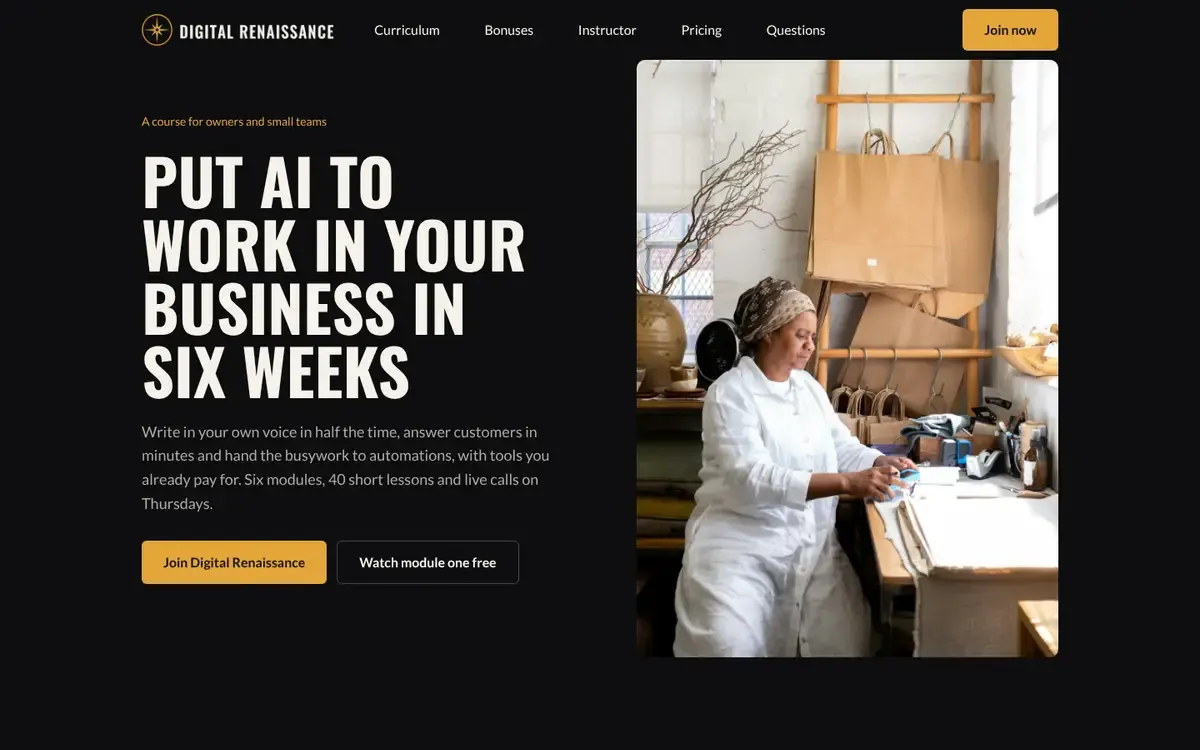 DIGITAL RENAISSANCE
Curriculum
Bonuses
Instructor
Pricing
Questions
Join now
A course for owners and small teams
PUT AI TO
WORK IN YOUR
BUSINESS IN
SIX WEEKS
Write in your own voice in half the time, answer customers in
minutes and hand the busywork to automations, with tools you
already pay for. Six modules, 40 short lessons and live calls on
Thursdays.
Join Digital Renaissance
Watch module one free